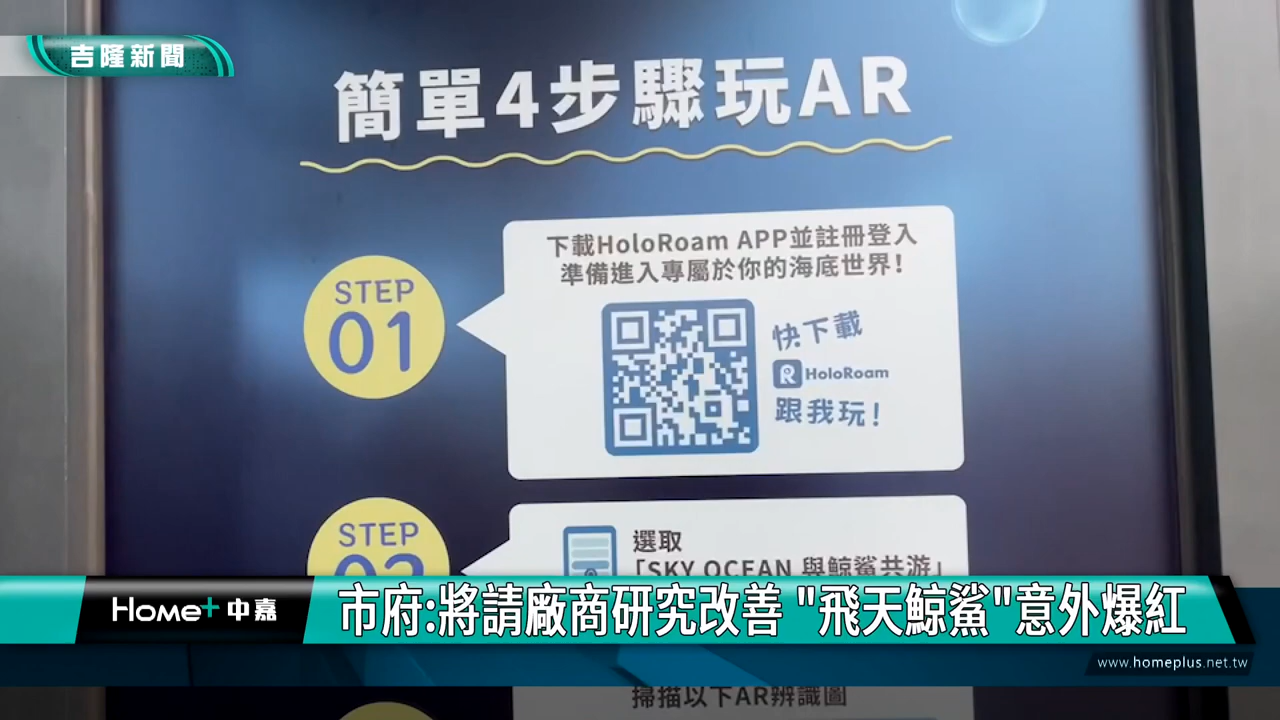 吉隆新聞
簡單4步驟玩AR
STEP
01
下載HoloRoam APP並註冊登入
準備進入專屬於你的海底世界!
快下載
HoloRoam
跟我玩!
STEP
02
選取
「SKY OCEAN 與鯨鯊共游」
Home+中嘉
市府:將請廠商研究改善 "飛天鯨鯊"意外爆紅
www.homeplus.net.tw
掃描以下AR辨識圖